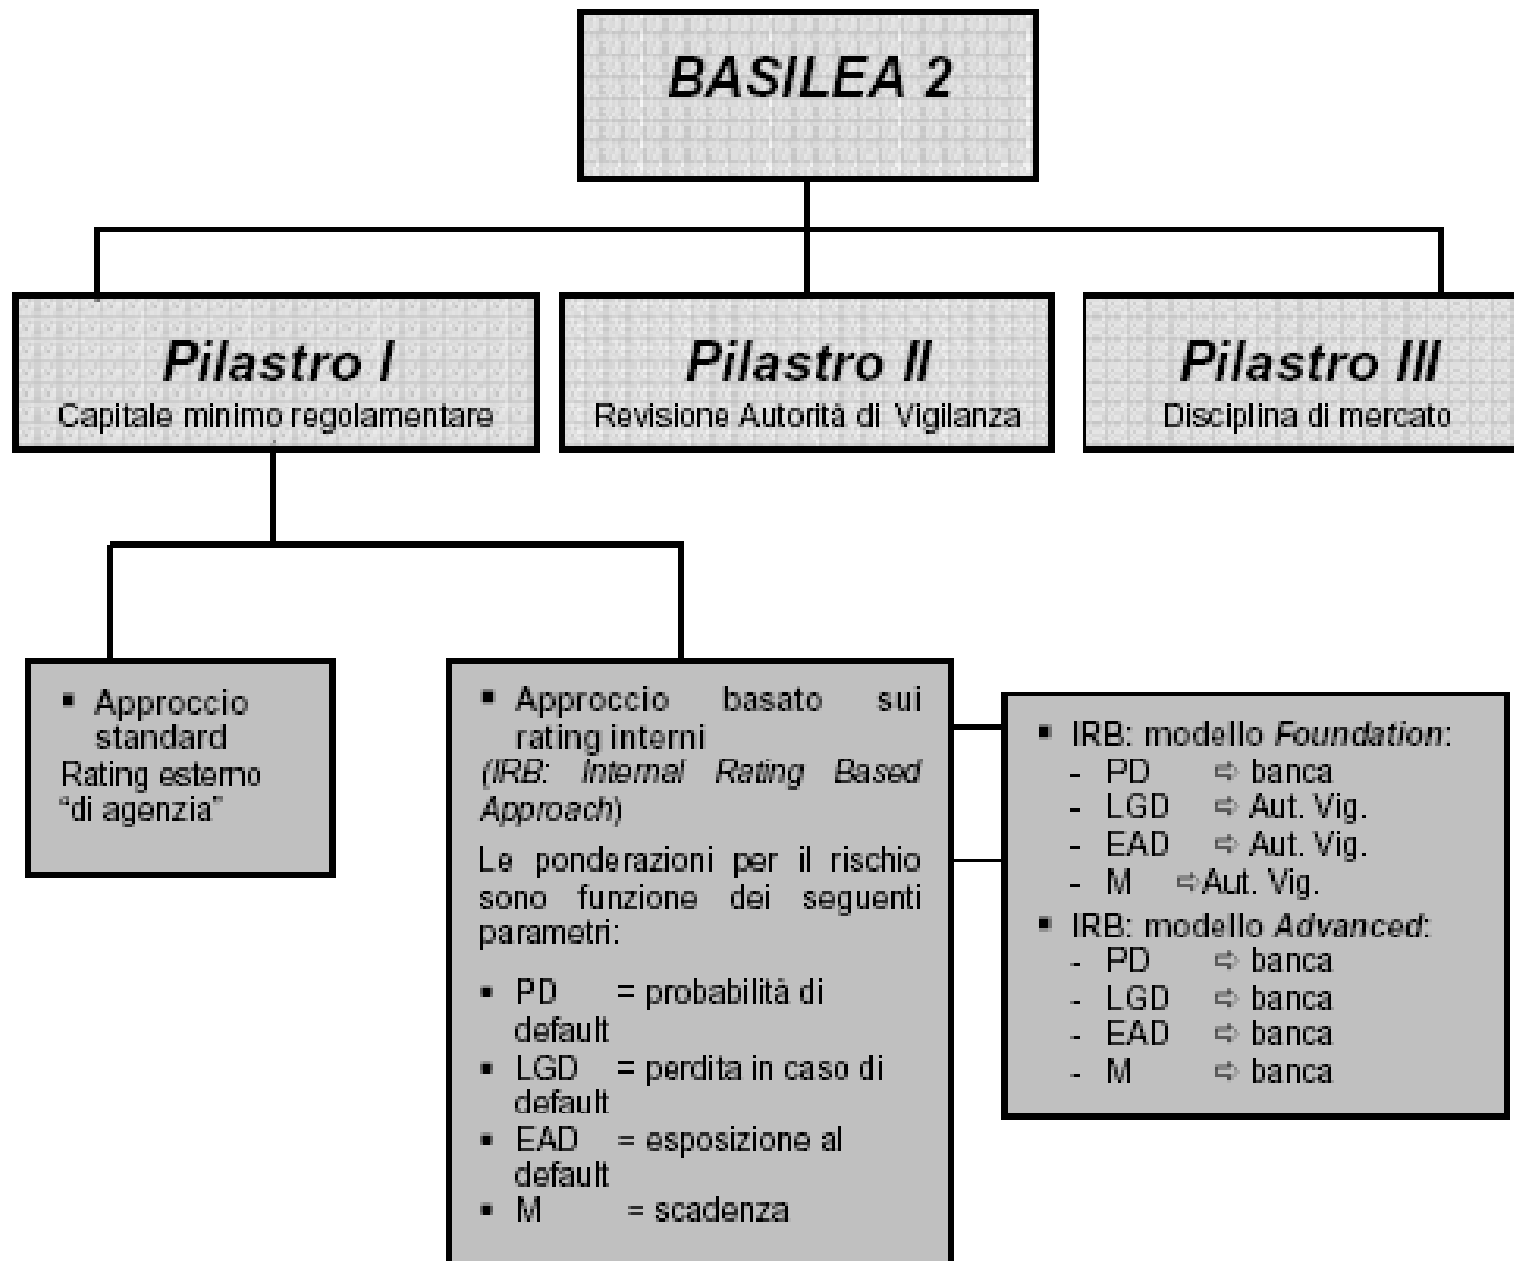 BASILEA 2
Pilastro I
Capitale minimo regolamentare
Pilastro II
Revisione Autorità di Vigilanza
Pilastro III
Disciplina di mercato
▪ Approccio
standard
Rating esterno
“di agenzia”
▪ Approccio basato sui
rating interni
(IRB: Internal Rating Based
Approach)
Le ponderazioni per il rischio
sono funzione dei seguenti
parametri:
▪ PD = probabilità di
default
▪ LGD = perdita in caso di
default
▪ EAD = esposizione al
default
▪ M = scadenza
▪ IRB: modello Foundation:
- PD ⇨ banca
- LGD ⇨ Aut. Vig.
- EAD ⇨ Aut. Vig.
- M ⇨Aut. Vig.
▪ IRB: modello Advanced:
- PD ⇨ banca
- LGD ⇨ banca
- EAD ⇨ banca
- M ⇨ banca